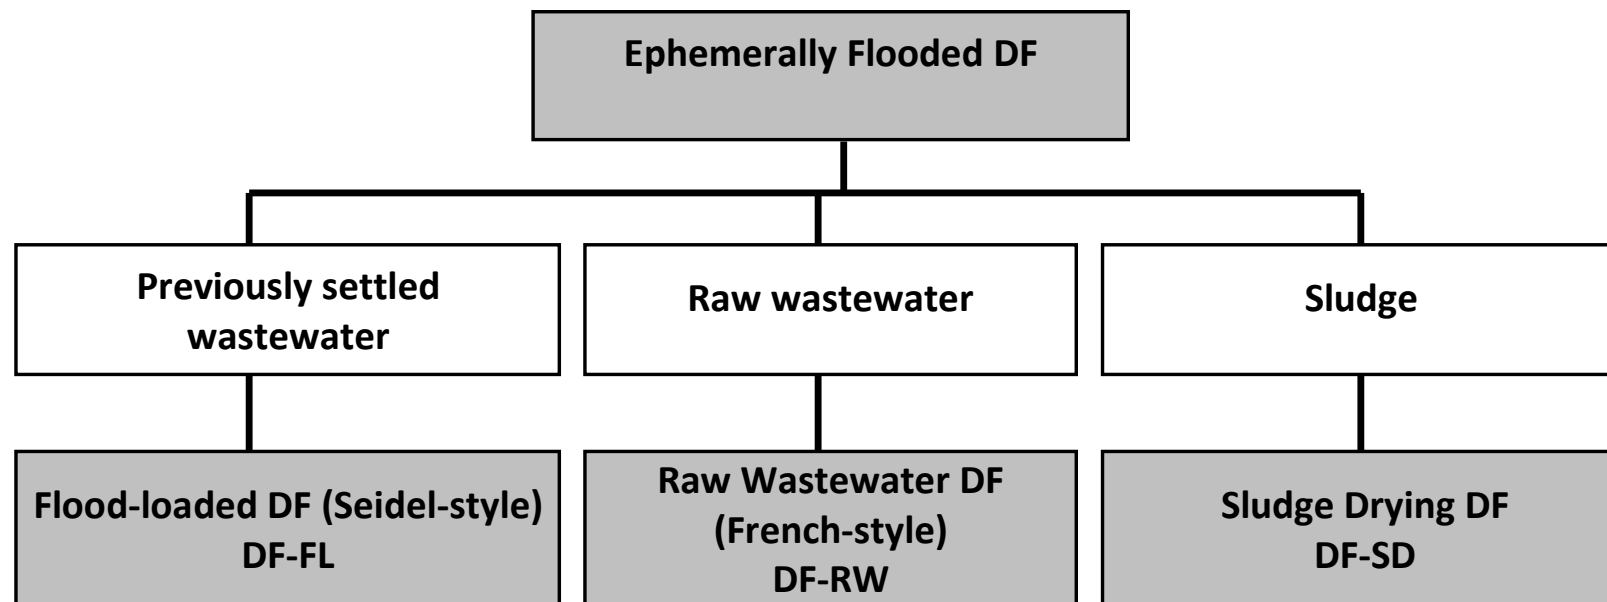 Ephemerally Flooded DF
Previously settled
wastewater
Raw wastewater
Sludge
Flood-loaded DF (Seidel-style)
DF-FL
Raw Wastewater DF
(French-style)
DF-RW
Sludge Drying DF
DF-SD